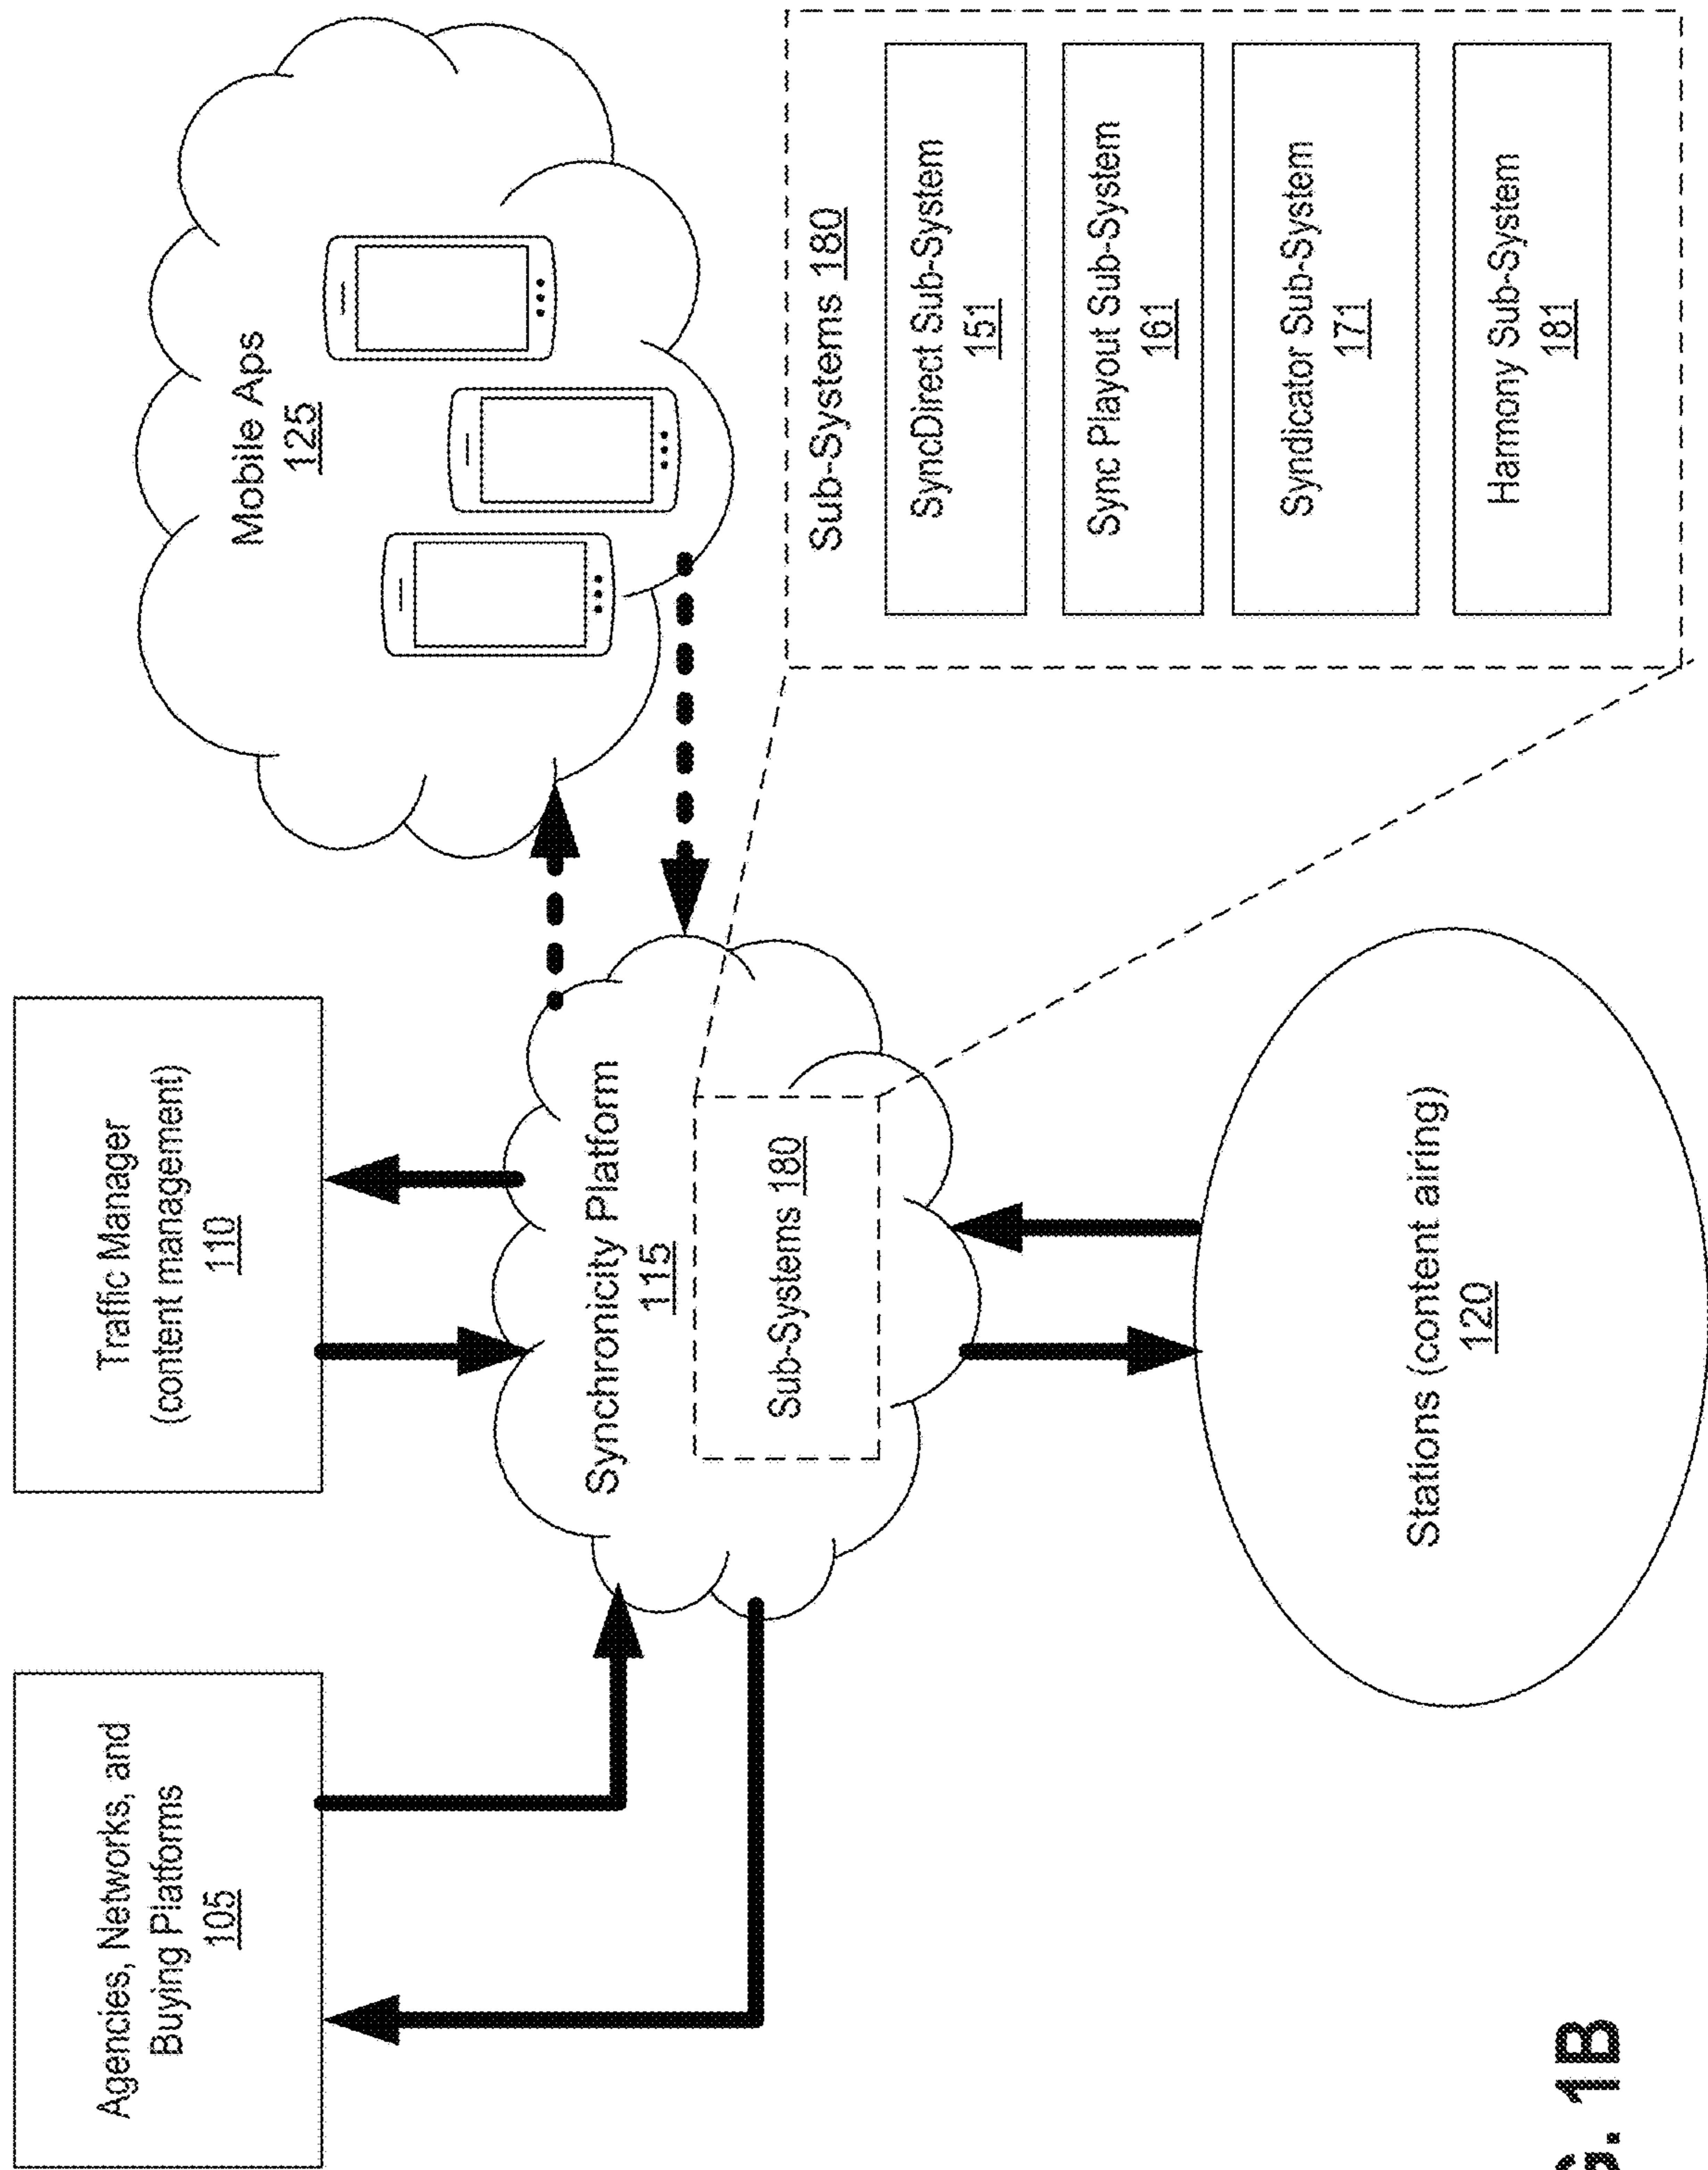 Agencies, Networks, and
Buying Platforms
105
Traffic Manager
(content management)
110
Mobile Aps
125
Synchronicity Platform
115
Sub-Systems 180
Stations (content airing)
120
Sub-Systems 180
SyncDirect Sub-System
151
Sync Playout Sub-System
161
Syndicator Sub-System
171
Harmony Sub-System
181
G. 1B